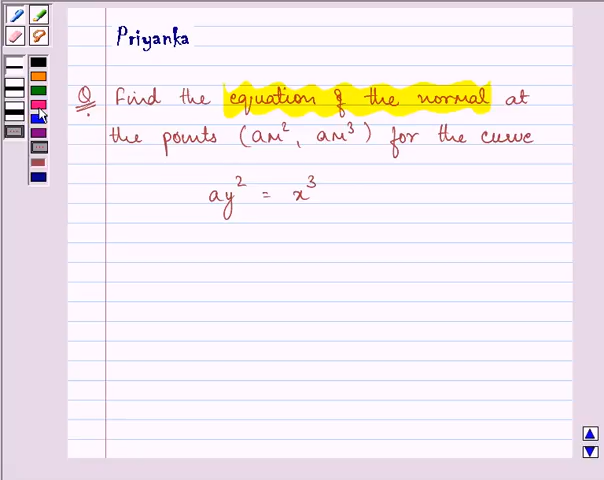 Priyanka
Q. Find the equation of the normal at
the points (am², am³) for the curve
ay² = x³